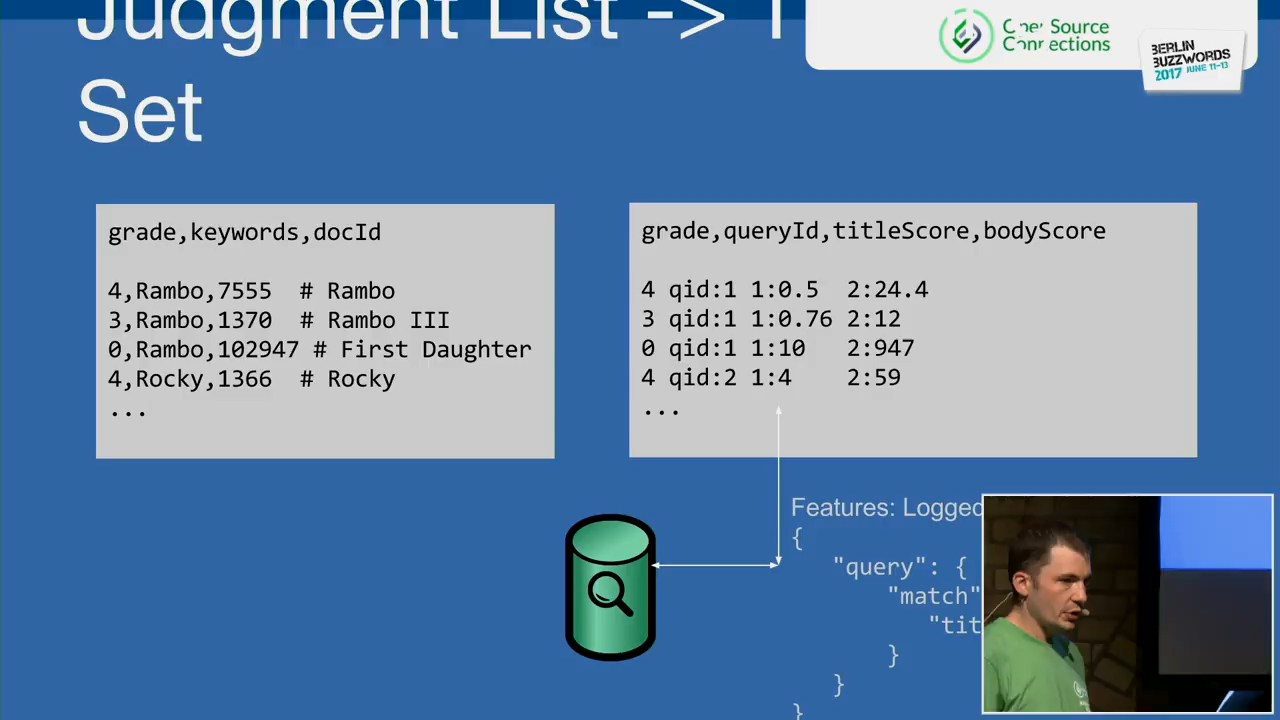 Judgment List -> T
Set
Open Source
Connections
BERLIN
BUZZWORDS
2017 JUNE 11-13
grade,keywords,docId
4,Rambo,7555 # Rambo
3,Rambo,1370 # Rambo III
0,Rambo,102947 # First Daughter
4,Rocky,1366 # Rocky
...
grade,queryId,titleScore,bodyScore
4 qid:1 1:0.5 2:24.4
3 qid:1 1:0.76 2:12
0 qid:1 1:10 2:947
4 qid:2 1:4 2:59
...
Features: Logged
{
"query": {
"match"
"tit
}
}
}